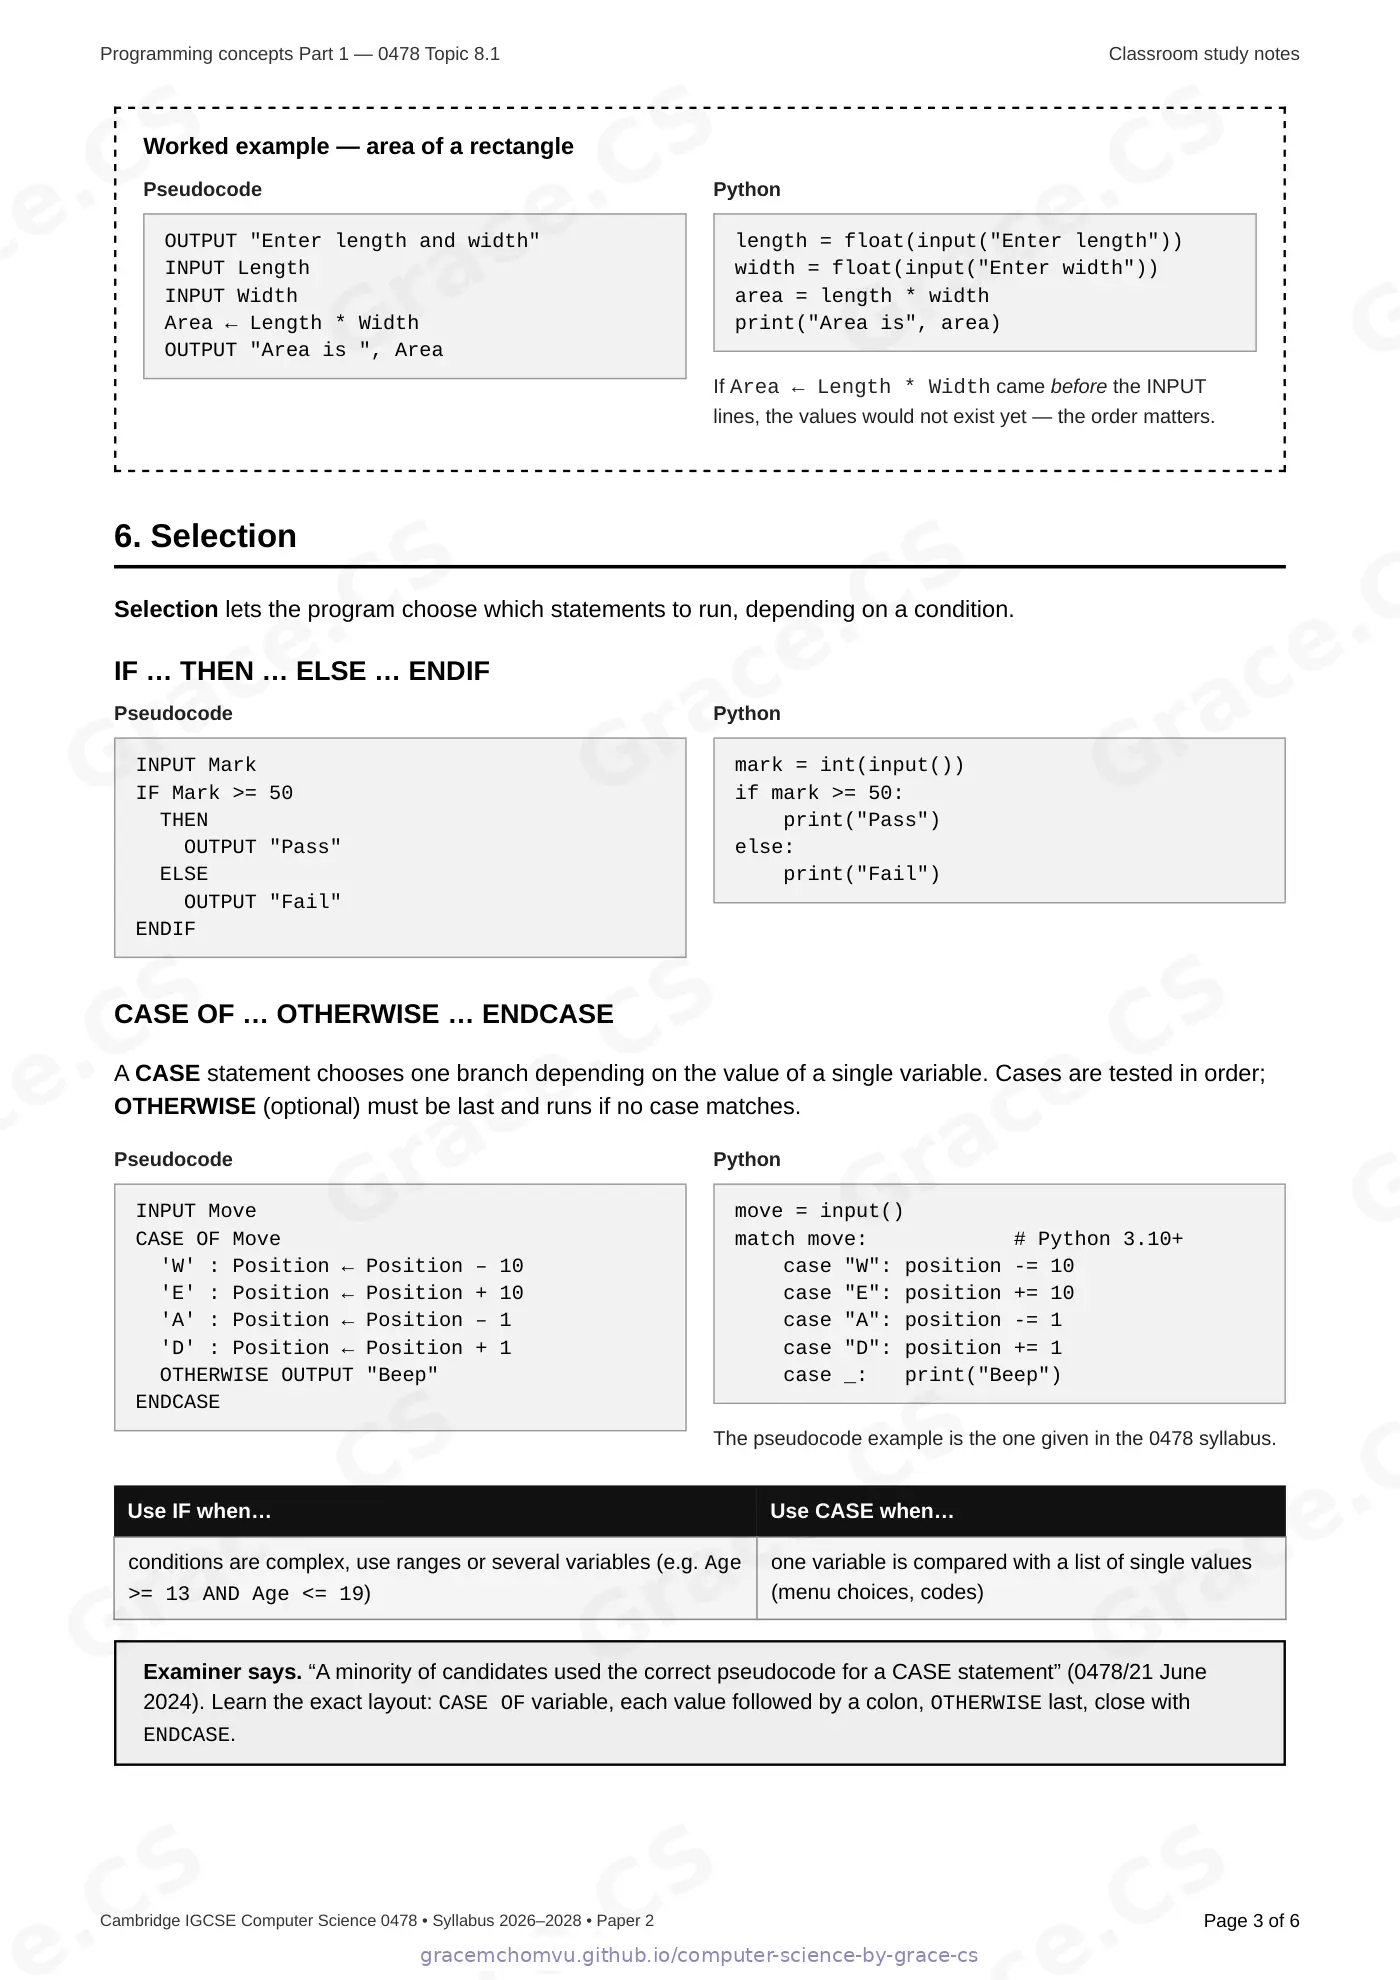 Programming concepts Part 1 — 0478 Topic 8.1
Classroom study notes
Worked example — area of a rectangle
Pseudocode
OUTPUT "Enter length and width"
INPUT Length
INPUT Width
Area ← Length * Width
OUTPUT "Area is ", Area
Python
length = float(input("Enter length"))
width = float(input("Enter width"))
area = length * width
print("Area is", area)
If Area ← Length * Width came before the INPUT
lines, the values would not exist yet — the order matters.
6. Selection
Selection lets the program choose which statements to run, depending on a condition.
IF … THEN … ELSE … ENDIF
Pseudocode
INPUT Mark
IF Mark >= 50
  THEN
    OUTPUT "Pass"
  ELSE
    OUTPUT "Fail"
ENDIF
Python
mark = int(input())
if mark >= 50:
    print("Pass")
else:
    print("Fail")
CASE OF … OTHERWISE … ENDCASE
A CASE statement chooses one branch depending on the value of a single variable. Cases are tested in order;
OTHERWISE (optional) must be last and runs if no case matches.
Pseudocode
INPUT Move
CASE OF Move
  'W' : Position ← Position – 10
  'E' : Position ← Position + 10
  'A' : Position ← Position – 1
  'D' : Position ← Position + 1
  OTHERWISE OUTPUT "Beep"
ENDCASE
Python
move = input()
match move:            # Python 3.10+
    case "W": position -= 10
    case "E": position += 10
    case "A": position -= 1
    case "D": position += 1
    case _:   print("Beep")
The pseudocode example is the one given in the 0478 syllabus.
Use IF when…
Use CASE when…
conditions are complex, use ranges or several variables (e.g. Age
>= 13 AND Age <= 19)
one variable is compared with a list of single values
(menu choices, codes)
Examiner says. “A minority of candidates used the correct pseudocode for a CASE statement” (0478/21 June
2024). Learn the exact layout: CASE OF variable, each value followed by a colon, OTHERWISE last, close with
ENDCASE.
Cambridge IGCSE Computer Science 0478 • Syllabus 2026–2028 • Paper 2
Page 3 of 6
gracemchomvu.github.io/computer-science-by-grace-cs
Grace.CS